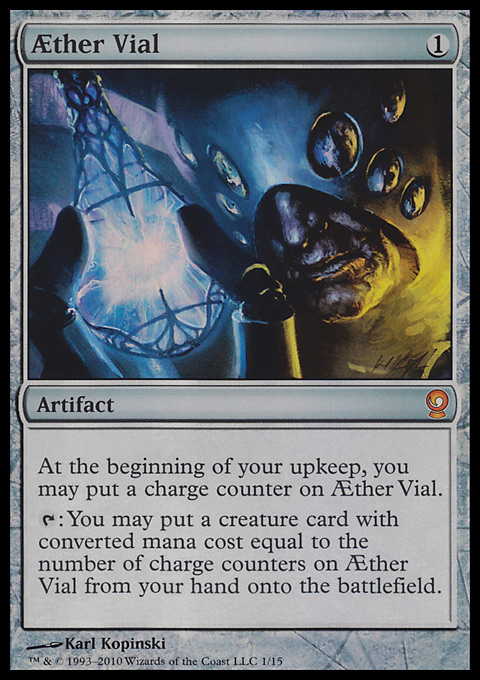 Æther Vial
1
Artifact
At the beginning of your upkeep, you
may put a charge counter on Æther Vial.
: You may put a creature card with
converted mana cost equal to the
number of charge counters on Æther
Vial from your hand onto the battlefield.
Karl Kopinski
™ & © 1993–2010 Wizards of the Coast LLC 1/15